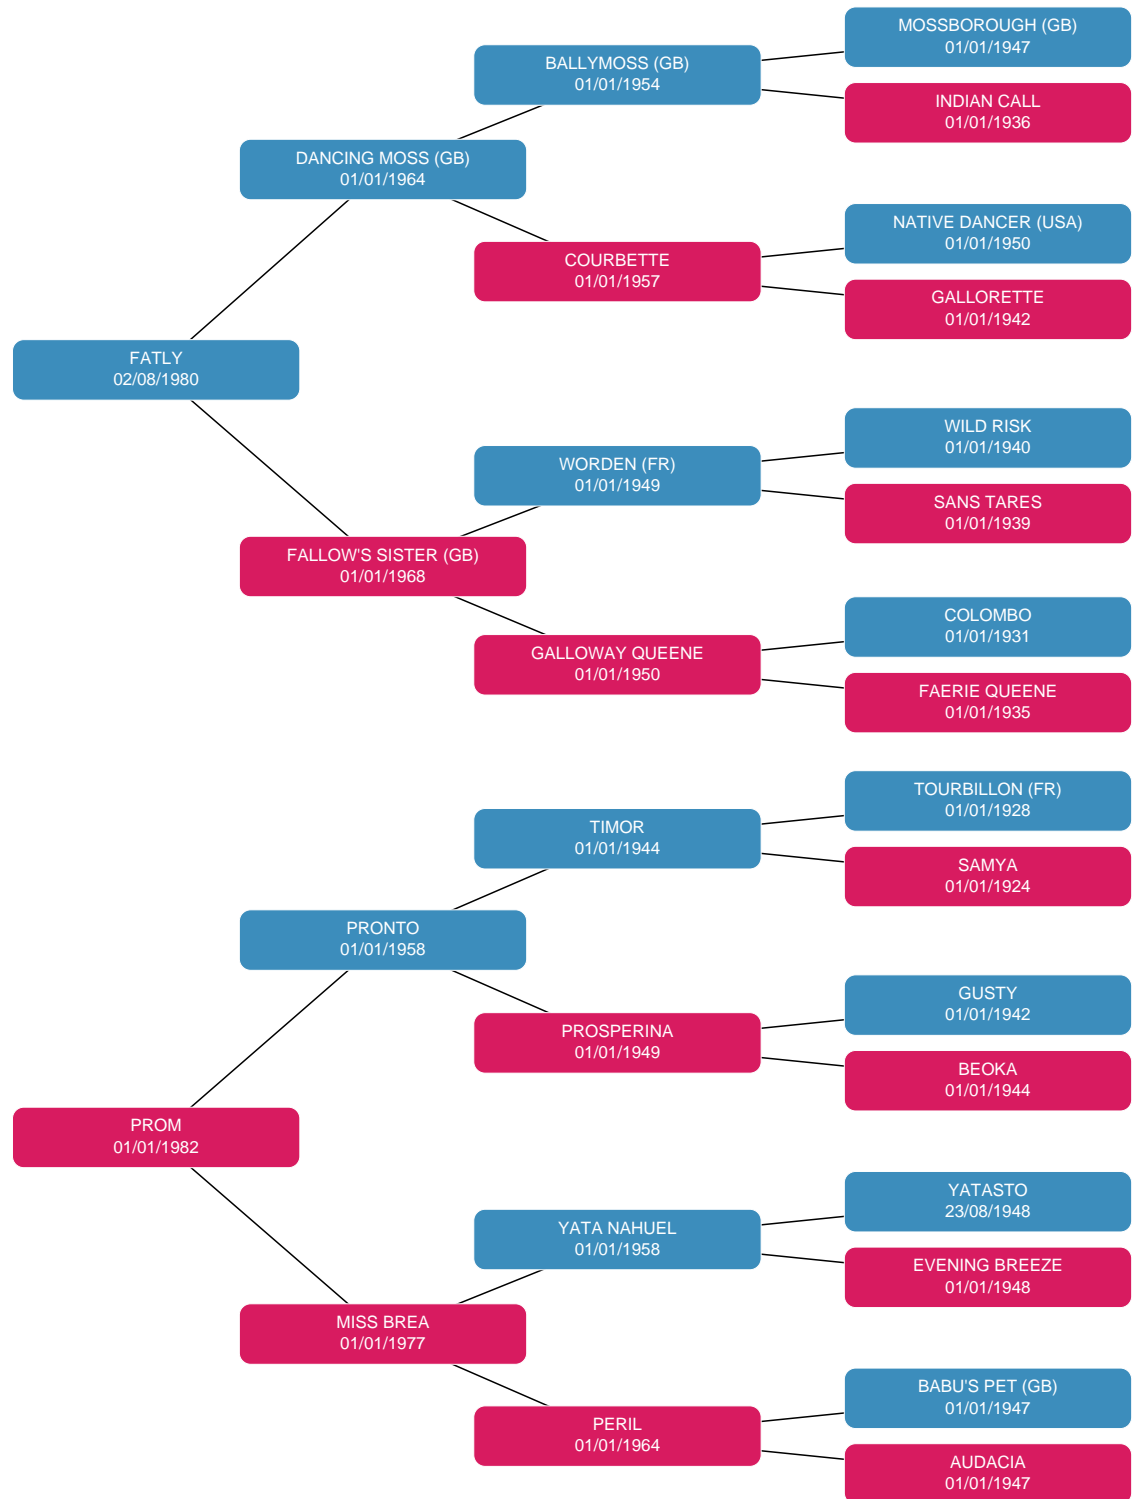 MOSSBOROUGH (GB)
01/01/1947
BALLYMOSS (GB)
01/01/1954
INDIAN CALL
01/01/1936
DANCING MOSS (GB)
01/01/1964
NATIVE DANCER (USA)
01/01/1950
COURBETTE
01/01/1957
GALLORETTE
01/01/1942
FATLY
02/08/1980
WILD RISK
01/01/1940
WORDEN (FR)
01/01/1949
SANS TARES
01/01/1939
FALLOW'S SISTER (GB)
01/01/1968
COLOMBO
01/01/1931
GALLOWAY QUEENE
01/01/1950
FAERIE QUEENE
01/01/1935
TOURBILLON (FR)
01/01/1928
TIMOR
01/01/1944
SAMYA
01/01/1924
PRONTO
01/01/1958
GUSTY
01/01/1942
PROSPERINA
01/01/1949
BEOKA
01/01/1944
PROM
01/01/1982
YATASTO
23/08/1948
YATA NAHUEL
01/01/1958
EVENING BREEZE
01/01/1948
MISS BREA
01/01/1977
BABU'S PET (GB)
01/01/1947
PERIL
01/01/1964
AUDACIA
01/01/1947